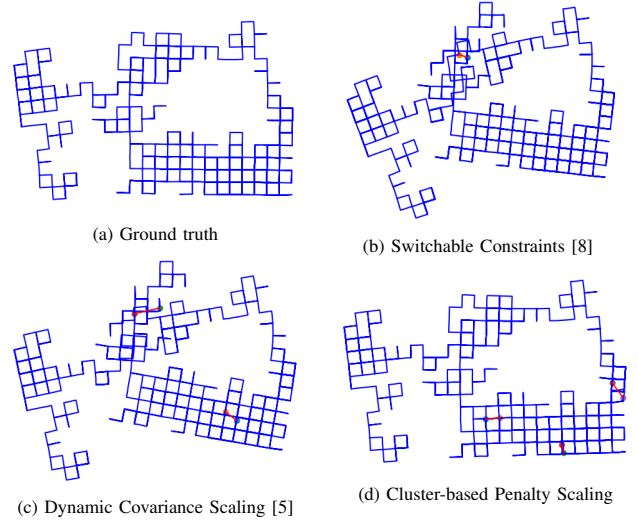 (a) Ground truth
(b) Switchable Constraints [8]
(c) Dynamic Covariance Scaling [5]
(d) Cluster-based Penalty Scaling